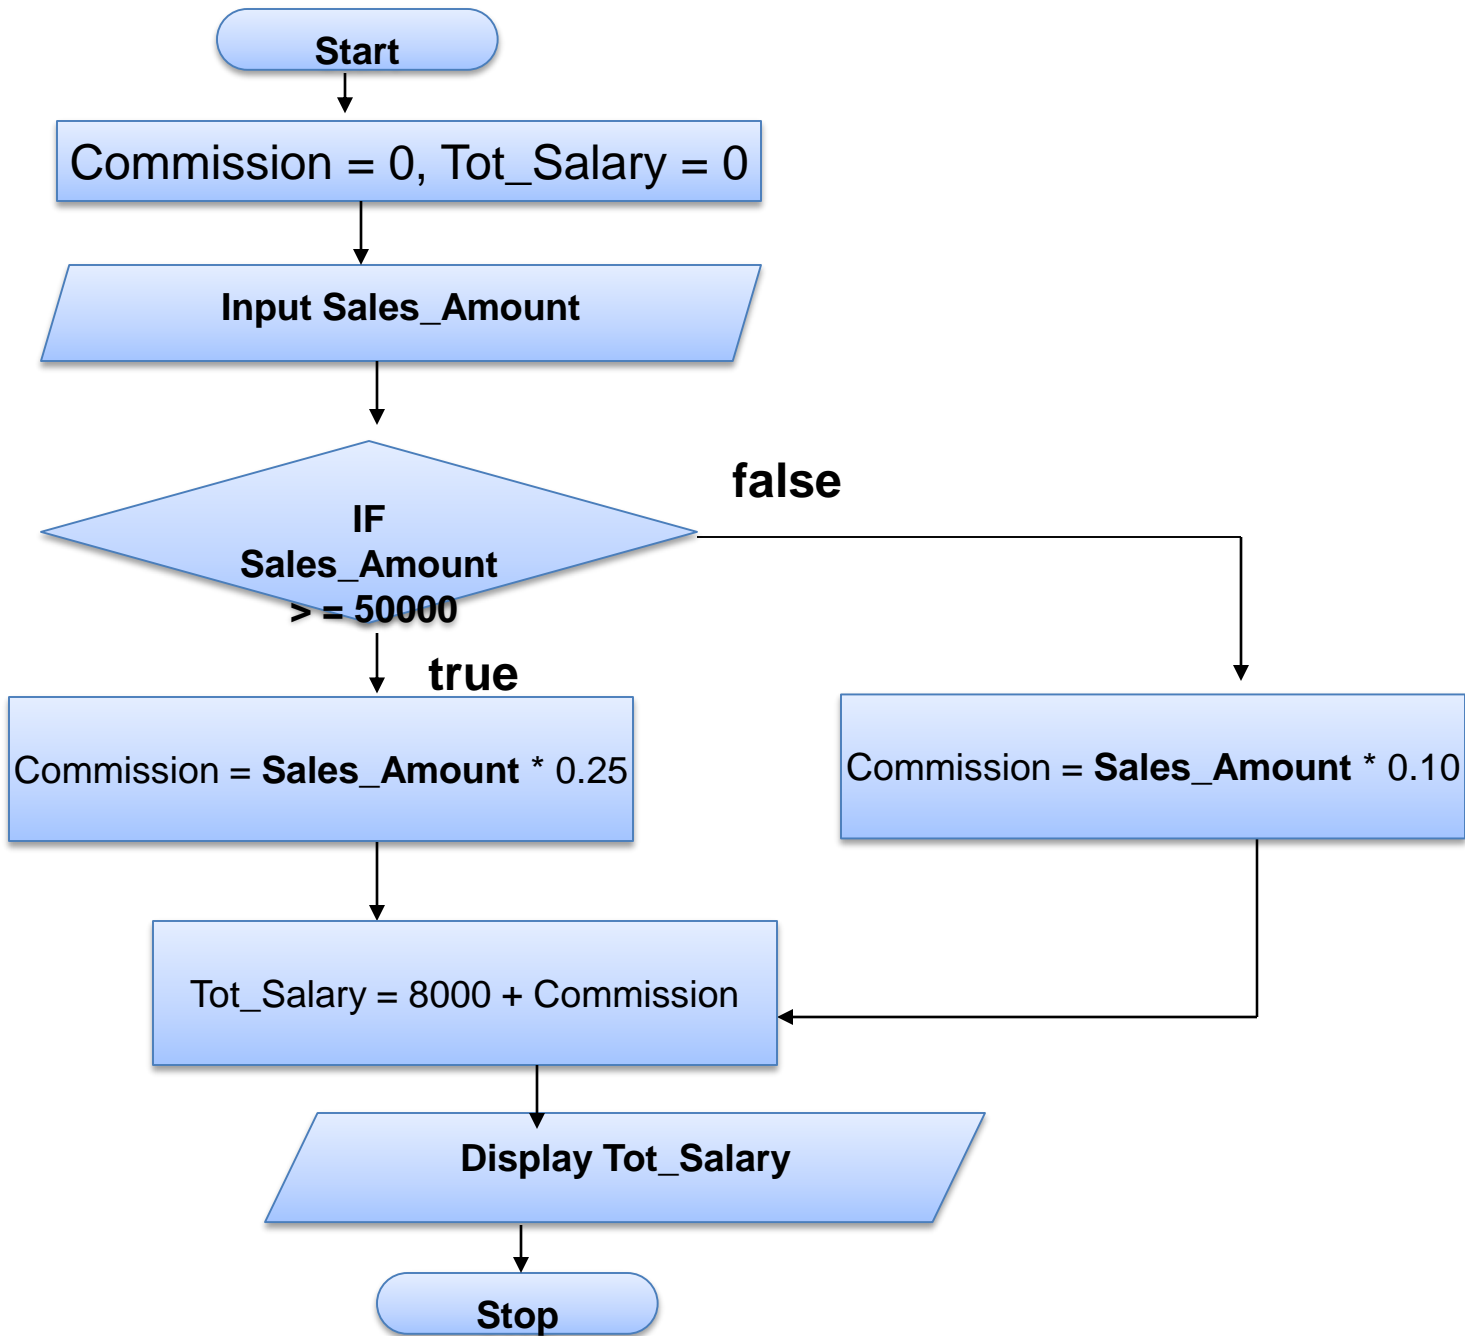 Start
Commission = 0, Tot_Salary = 0
Input Sales_Amount
false
IF
Sales_Amount
> = 50000
true
Commission = Sales_Amount * 0.25
Commission = Sales_Amount * 0.10
Tot_Salary = 8000 + Commission
Display Tot_Salary
Stop